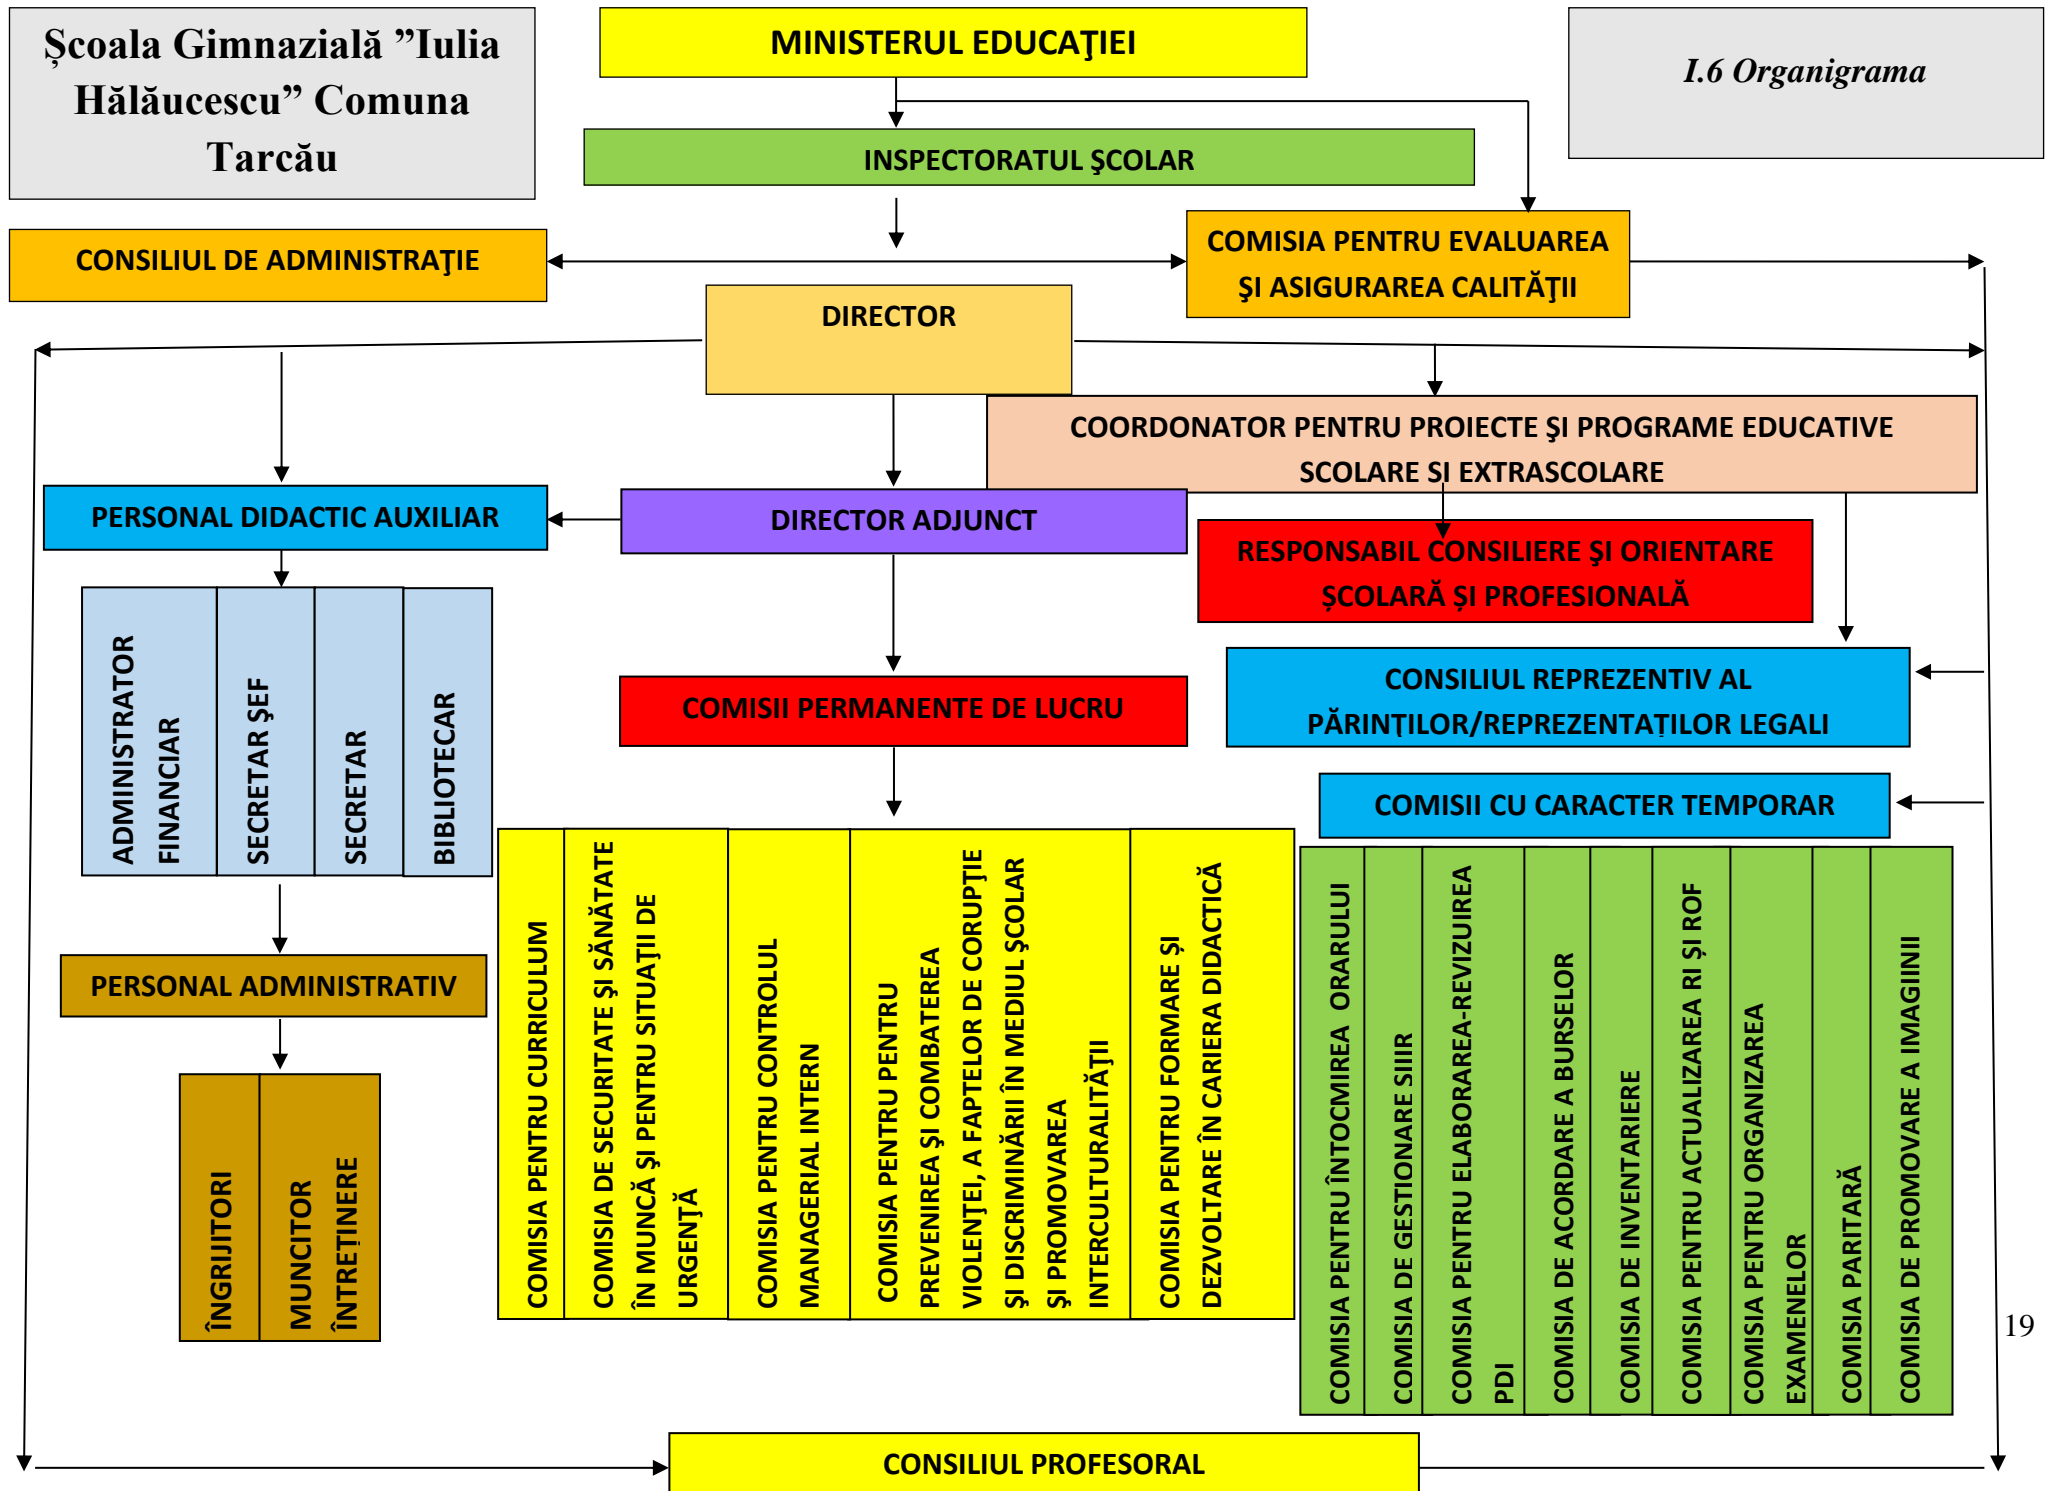 Școala Gimnazială ”Iulia
Hălăucescu” Comuna
Tarcău
MINISTERUL EDUCAŢIEI
I.6 Organigrama
INSPECTORATUL ŞCOLAR
CONSILIUL DE ADMINISTRAŢIE
COMISIA PENTRU EVALUAREA
ŞI ASIGURAREA CALITĂŢII
DIRECTOR
COORDONATOR PENTRU PROIECTE ŞI PROGRAME EDUCATIVE
SCOLARE SI EXTRASCOLARE
PERSONAL DIDACTIC AUXILIAR
DIRECTOR ADJUNCT
RESPONSABIL CONSILIERE ŞI ORIENTARE
ȘCOLARĂ ȘI PROFESIONALĂ
ADMINISTRATOR
FINANCIAR
SECRETAR ŞEF
SECRETAR
BIBLIOTECAR
COMISII PERMANENTE DE LUCRU
CONSILIUL REPREZENTIV AL
PĂRINŢILOR/REPREZENTAȚILOR LEGALI
COMISII CU CARACTER TEMPORAR
PERSONAL ADMINISTRATIV
ÎNGRIJITORI
MUNCITOR
ÎNTREȚINERE
COMISIA PENTRU CURRICULUM
COMISIA DE SECURITATE ŞI SĂNĂTATE
ÎN MUNCĂ ŞI PENTRU SITUAŢII DE
URGENŢĂ
COMISIA PENTRU CONTROLUL
MANAGERIAL INTERN
COMISIA PENTRU PENTRU
PREVENIREA ŞI COMBATEREA
VIOLENŢEI, A FAPTELOR DE CORUPŢIE
ŞI DISCRIMINĂRII ÎN MEDIUL ŞCOLAR
ŞI PROMOVAREA
INTERCULTURALITĂŢII
COMISIA PENTRU FORMARE ȘI
DEZVOLTARE ÎN CARIERA DIDACTICĂ
COMISIA PENTRU ÎNTOCMIREA ORARULUI
COMISIA DE GESTIONARE SIIIR
COMISIA PENTRU ELABORAREA-REVIZUIREA
PDI
COMISIA DE ACORDARE A BURSELOR
COMISIA DE INVENTARIERE
COMISIA PENTRU ACTUALIZAREA RI ȘI ROF
COMISIA PENTRU ORGANIZAREA
EXAMENELOR
COMISIA PARITARĂ
COMISIA DE PROMOVARE A IMAGINII
19
CONSILIUL PROFESORAL